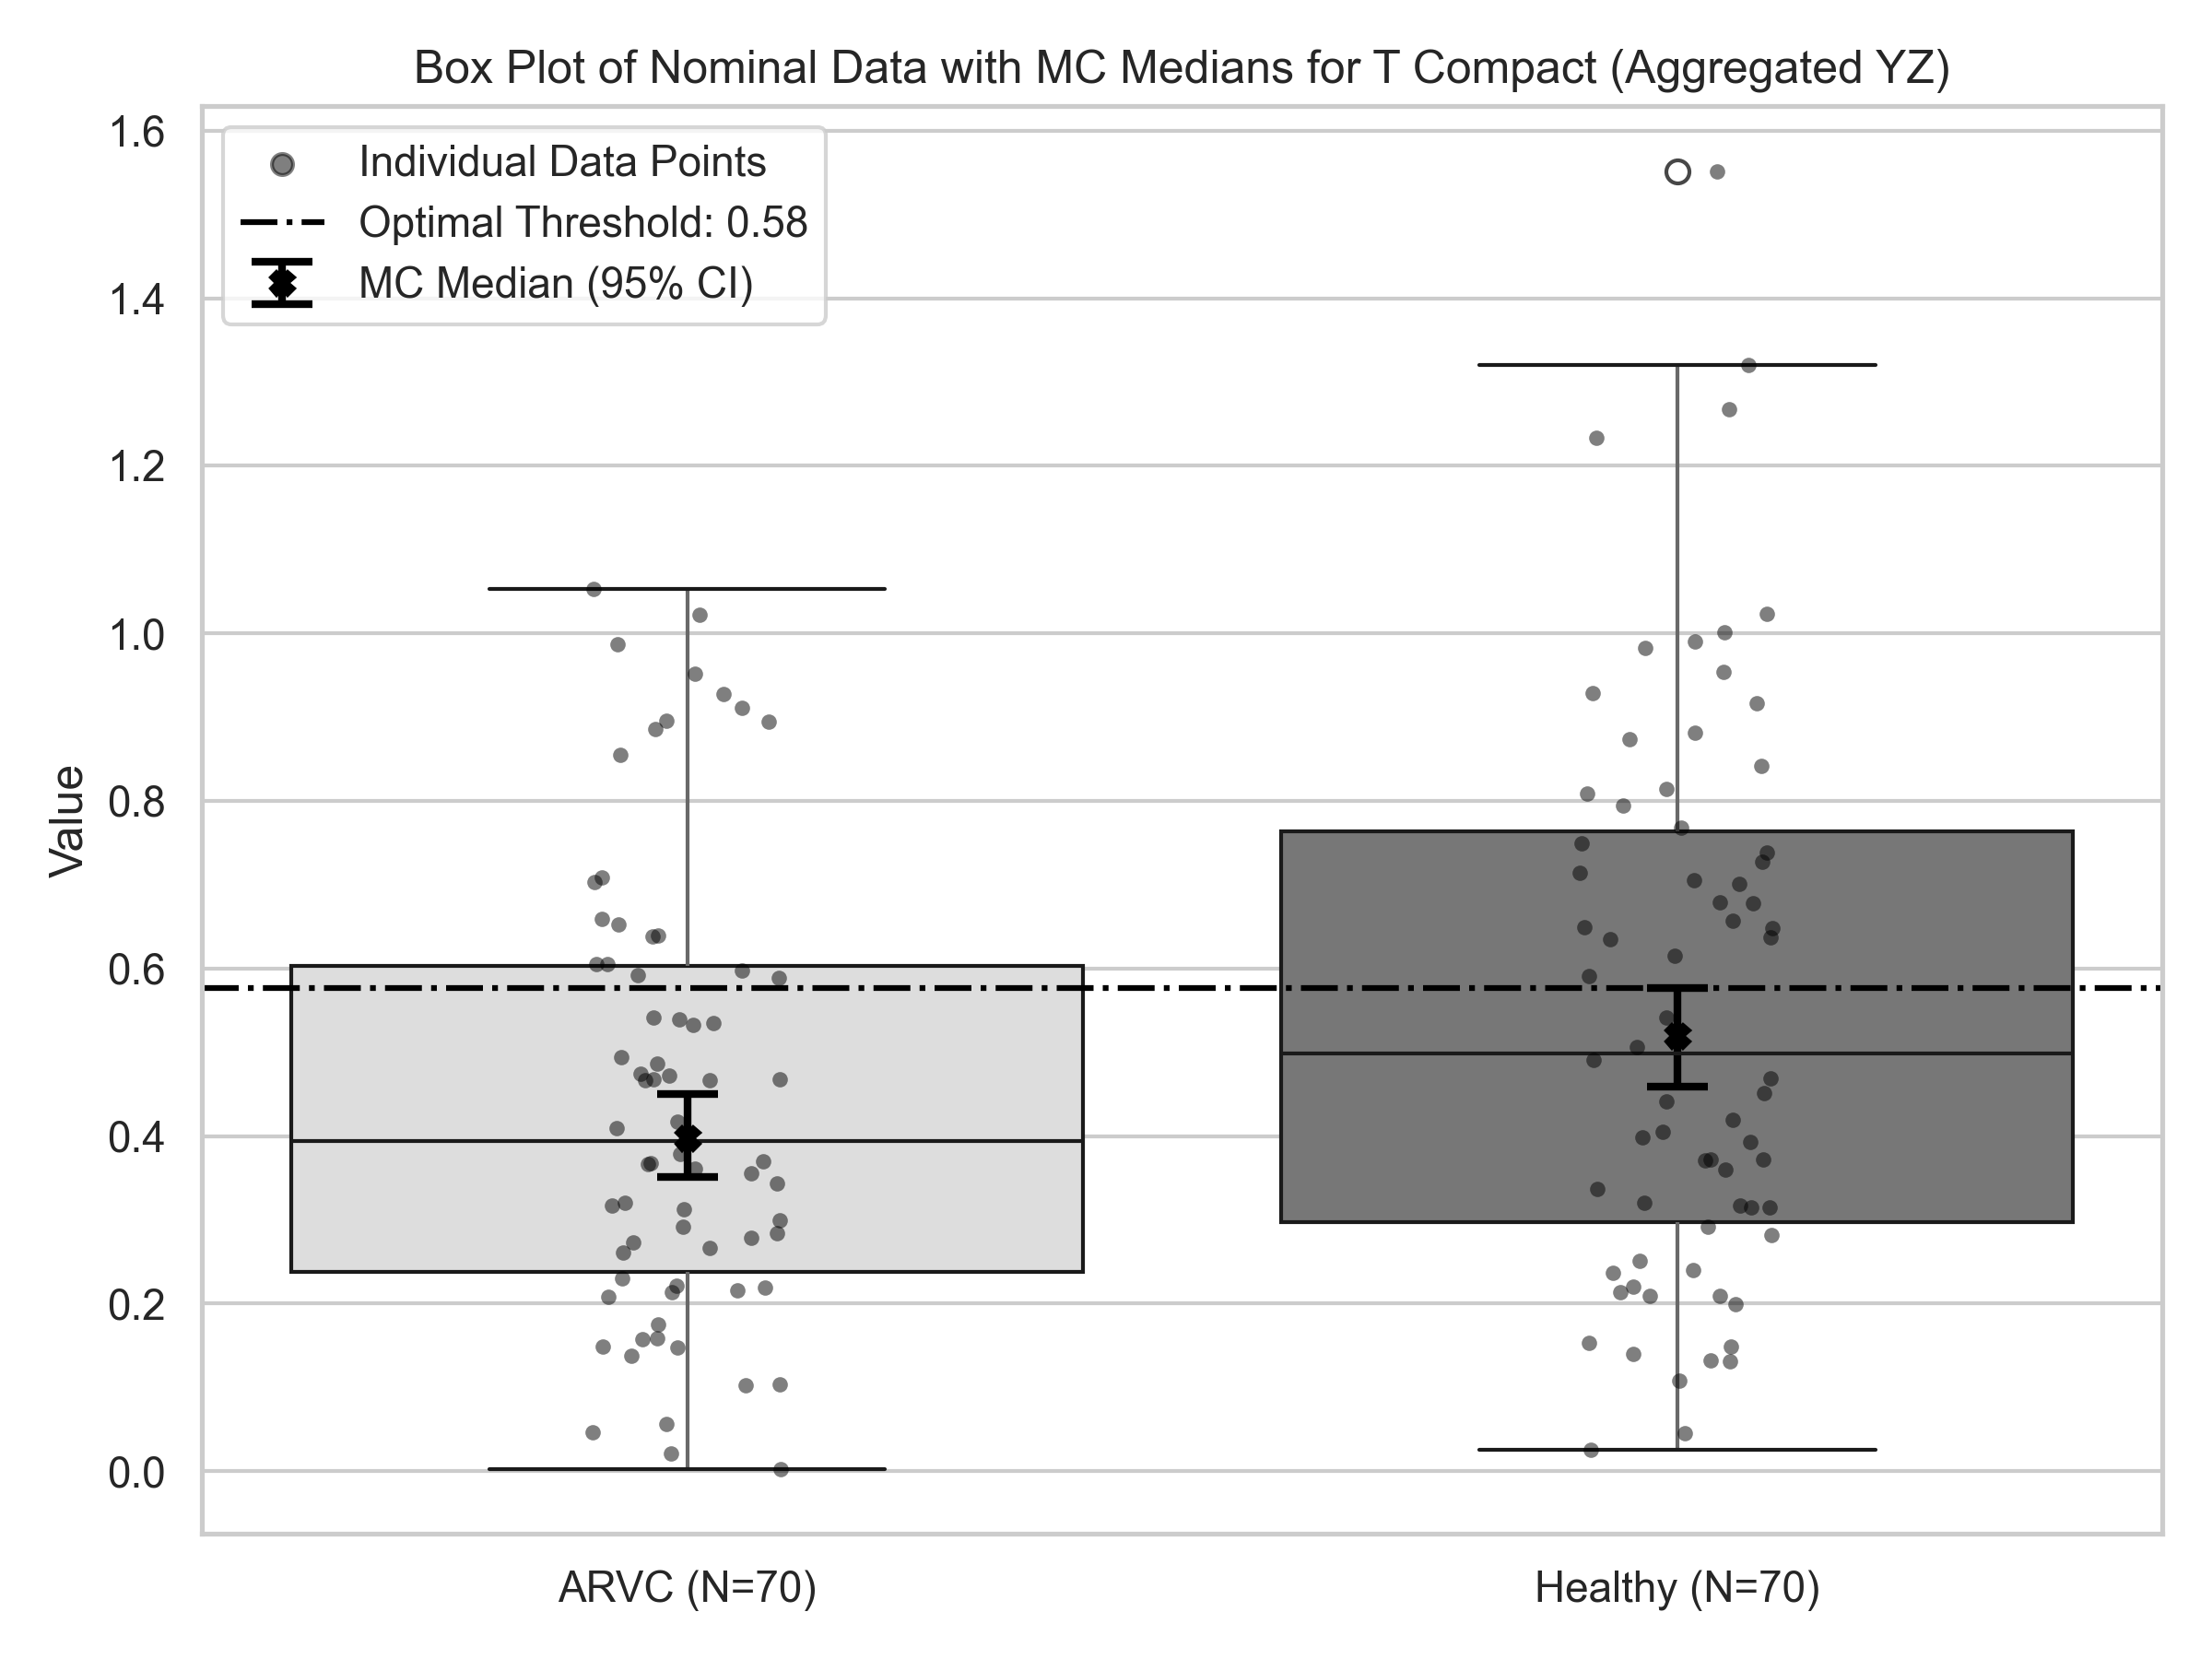 Box Plot of Nominal Data with MC Medians for T Compact (Aggregated YZ)
Individual Data Points
Optimal Threshold: 0.58
MC Median (95% CI)
Value
1.6
1.4
1.2
1.0
0.8
0.6
0.4
0.2
0.0
ARVC (N=70)
Healthy (N=70)